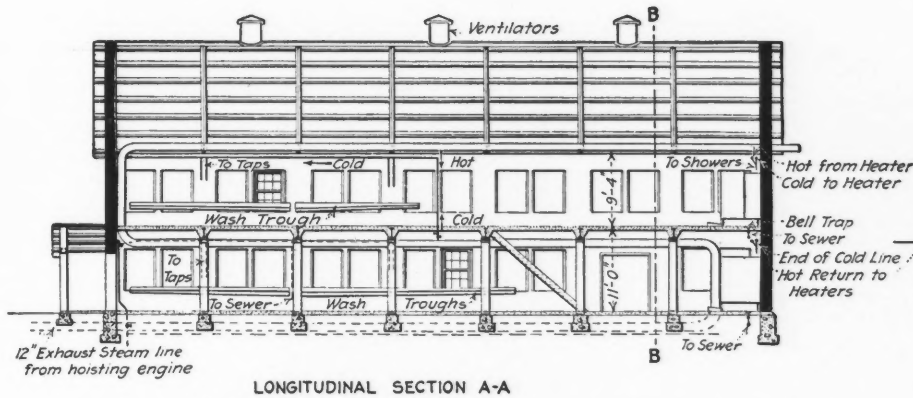 B
Ventilators
To Taps
Cold
Hot
To Showers
Hot from Heater
Cold to Heater
9'-4"
Wash Trough
Cold
Bell Trap
To Sewer
To
Taps
End of Cold Line
Hot Return to
Heaters
11'-0"
To Sewer
Wash
Troughs
To Sewer
12" Exhaust Steam line
from hoisting engine
B
LONGITUDINAL SECTION A-A